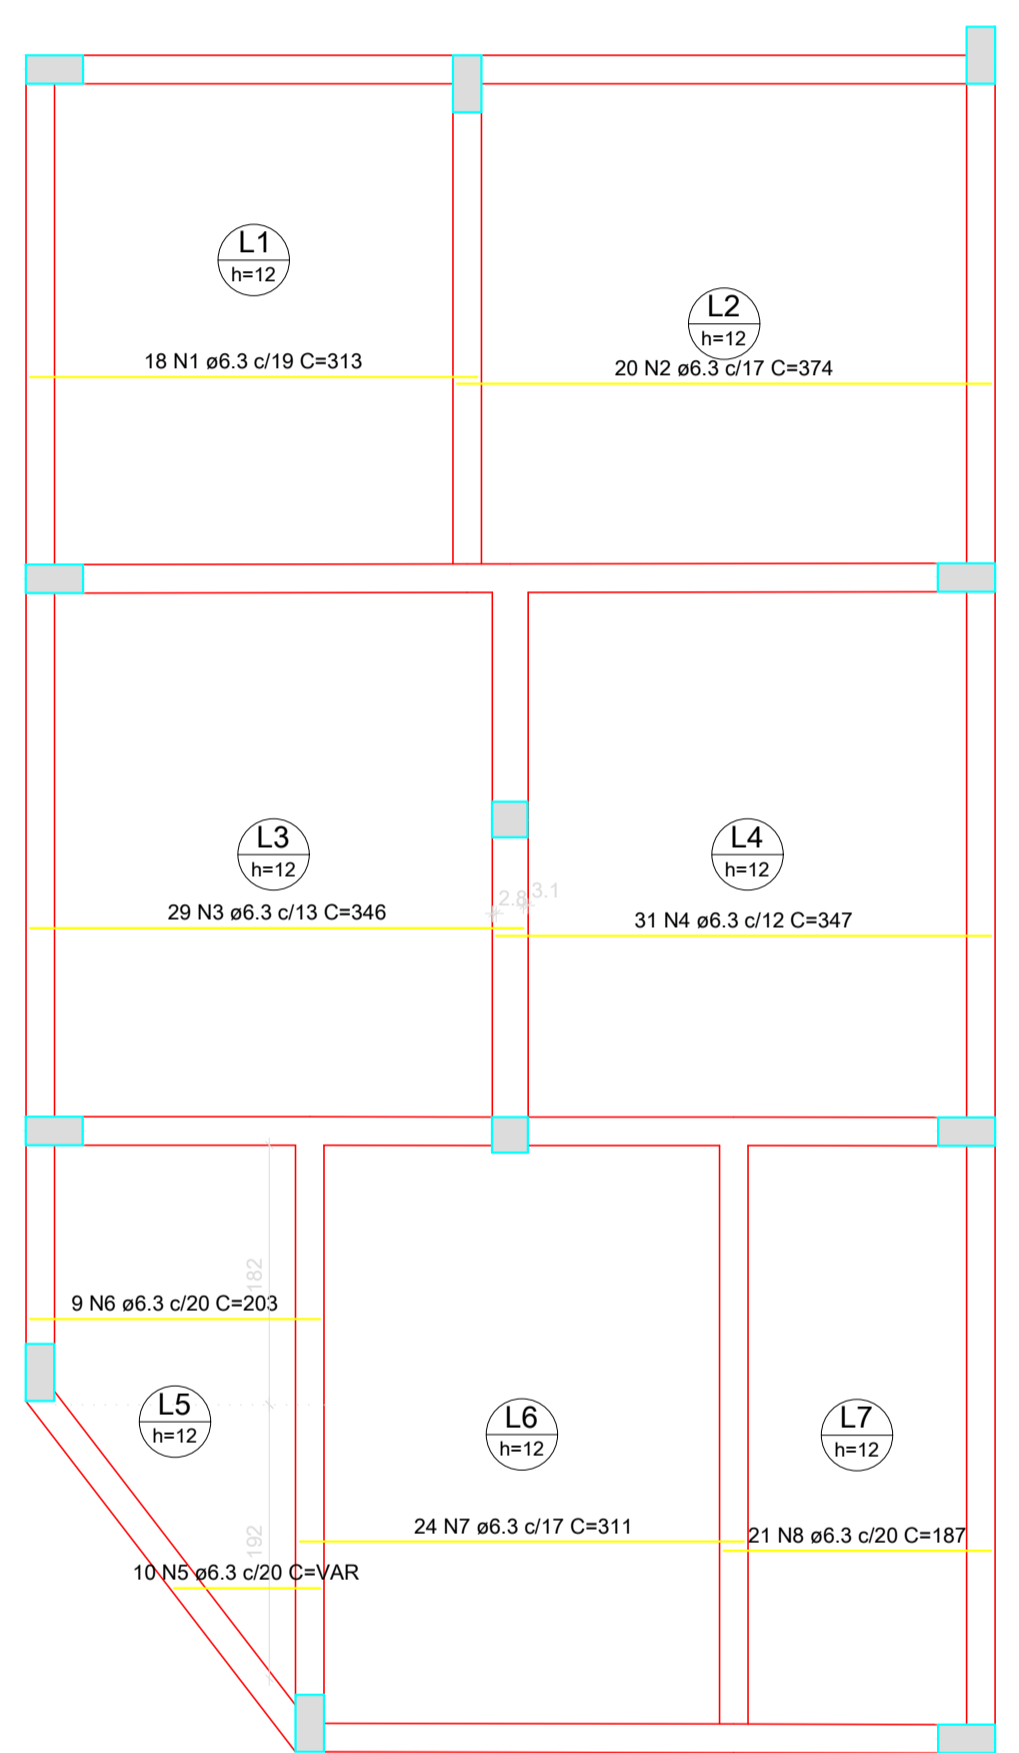 L1
h=12
L2
h=12
18 N1 ø6.3 c/19 C=313
20 N2 ø6.3 c/17 C=374
L3
h=12
L4
h=12
2.8
3.1
29 N3 ø6.3 c/13 C=346
31 N4 ø6.3 c/12 C=347
182
9 N6 ø6.3 c/20 C=203
L5
h=12
L6
h=12
L7
h=12
192
24 N7 ø6.3 c/17 C=311
21 N8 ø6.3 c/20 C=187
10 N5 ø6.3 c/20 C=VAR